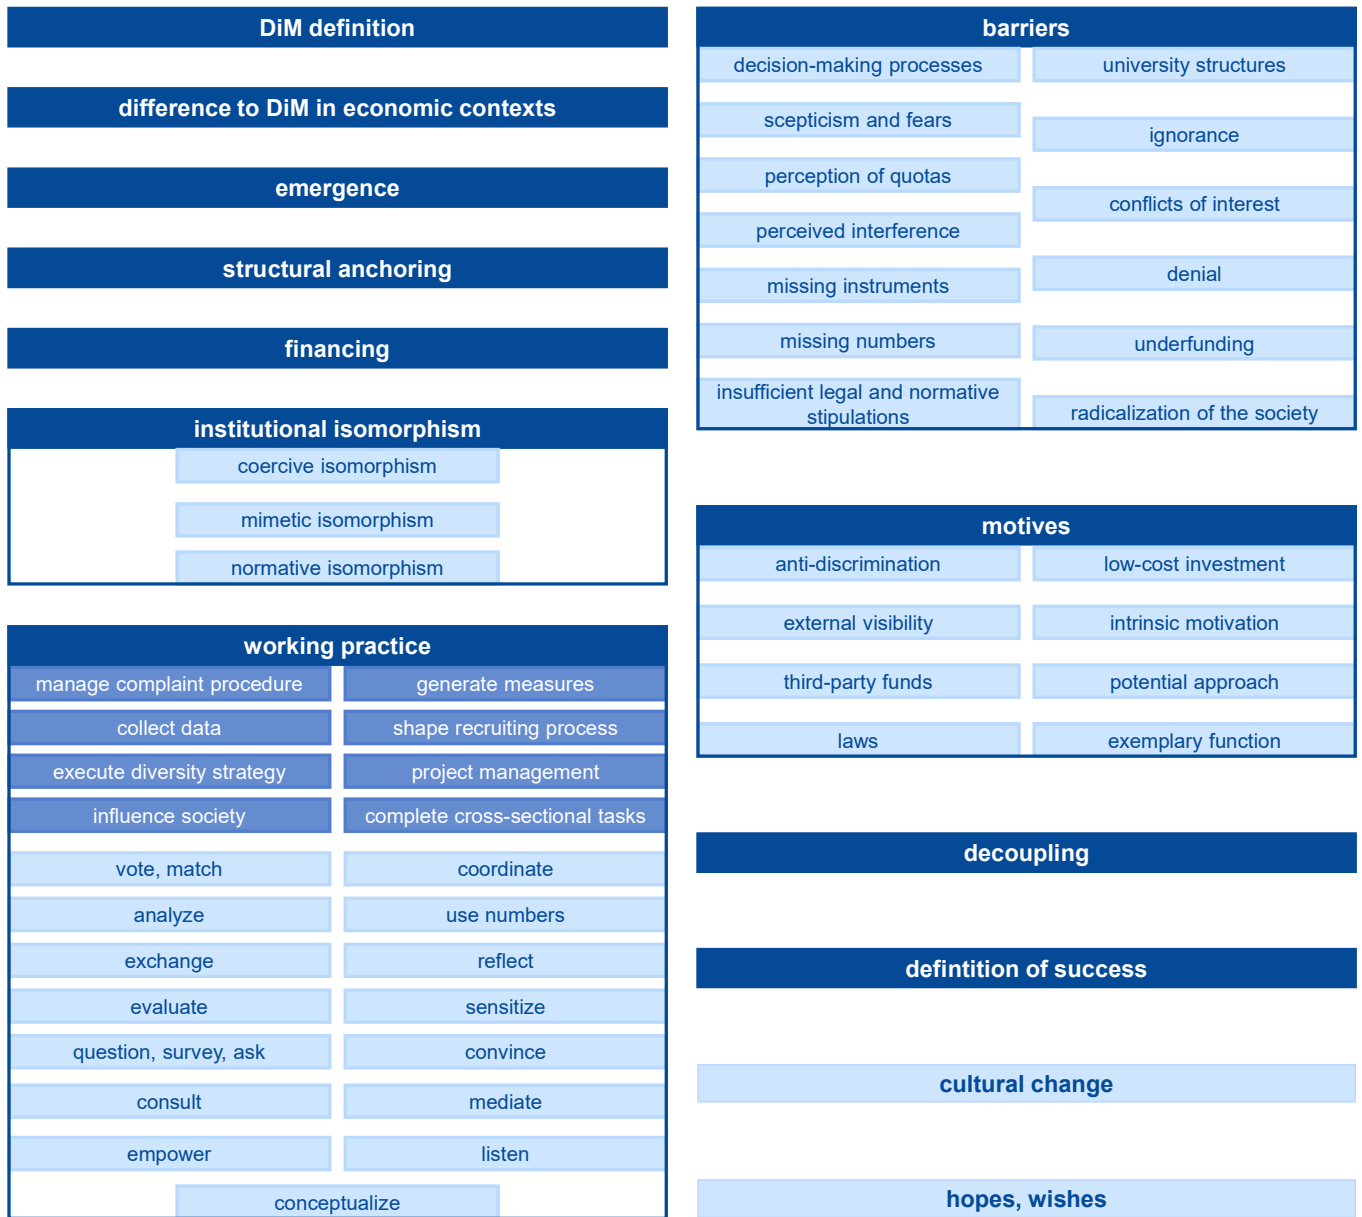 DiM definition
difference to DiM in economic contexts
emergence
structural anchoring
financing
institutional isomorphism
coercive isomorphism
mimetic isomorphism
normative isomorphism
working practice
manage complaint procedure
generate measures
collect data
shape recruiting process
execute diversity strategy
project management
influence society
complete cross-sectional tasks
vote, match
coordinate
analyze
use numbers
exchange
reflect
evaluate
sensitize
question, survey, ask
convince
consult
mediate
empower
listen
conceptualize
barriers
decision-making processes
university structures
scepticism and fears
ignorance
perception of quotas
conflicts of interest
perceived interference
denial
missing instruments
missing numbers
underfunding
insufficient legal and normative
stipulations
radicalization of the society
motives
anti-discrimination
low-cost investment
external visibility
intrinsic motivation
third-party funds
potential approach
laws
exemplary function
decoupling
defintition of success
cultural change
hopes, wishes